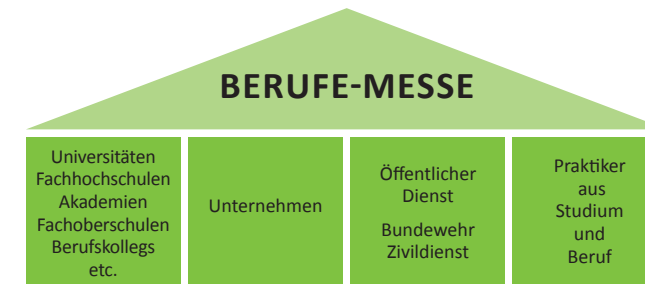 BERUFE-MESSE
Universitäten
Fachhochschulen
Akademien
Fachoberschulen
Berufskollegs
etc.
Unternehmen
Öffentlicher
Dienst
Bundewehr
Zivildienst
Praktiker
aus
Studium
und
Beruf